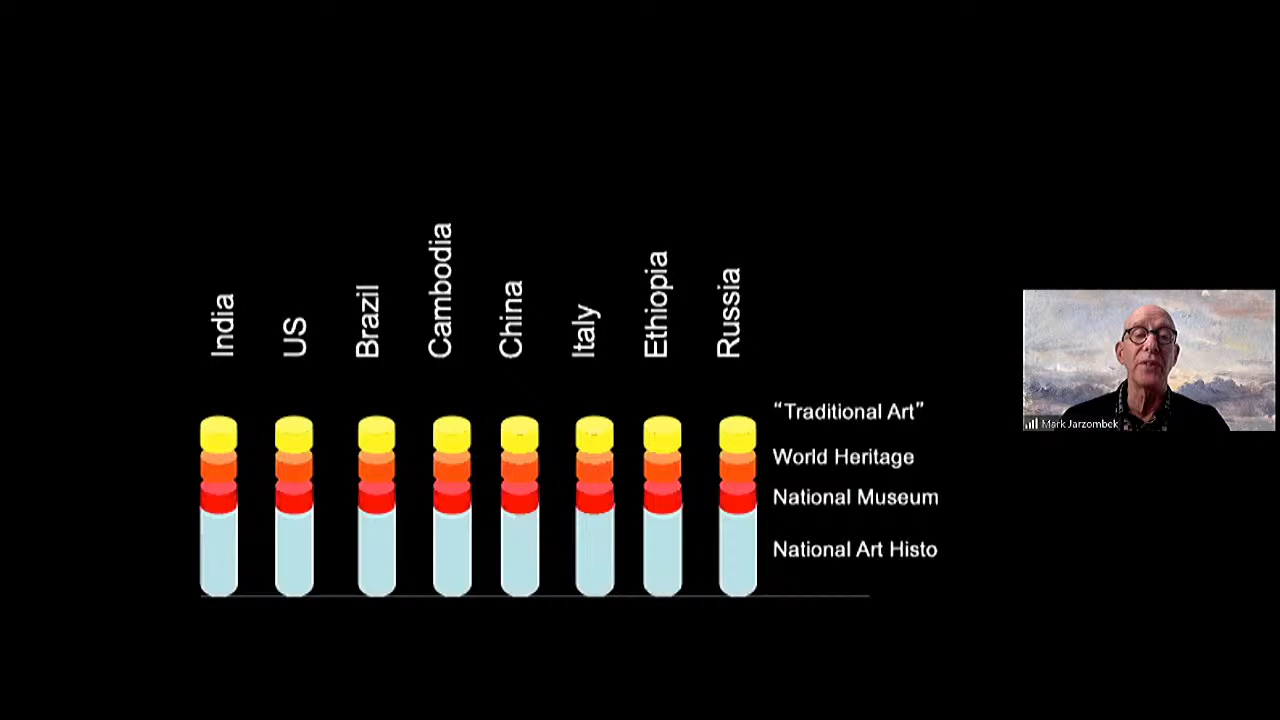 India
US
Brazil
Cambodia
China
Italy
Ethiopia
Russia
“Traditional Art”
World Heritage
National Museum
National Art Histo
Mark Jarzombek